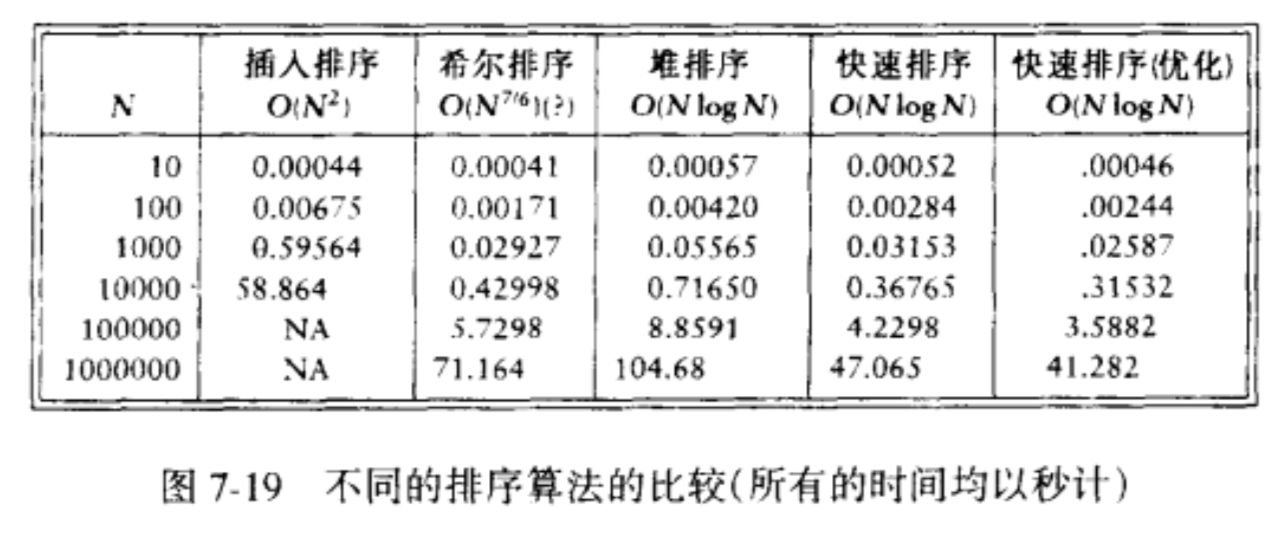 插入排序 希尔排序 堆排序 快速排序 快速排序(优化)
N O(N²) O(N^7/6)(?) O(N log N) O(N log N) O(N log N)
10 0.00044 0.00041 0.00057 0.00052 .00046
100 0.00675 0.00171 0.00420 0.00284 .00244
1000 0.59564 0.02927 0.05565 0.03153 .02587
10000 58.864 0.42998 0.71650 0.36765 .31532
100000 NA 5.7298 8.8591 4.2298 3.5882
1000000 NA 71.164 104.68 47.065 41.282
图 7-19 不同的排序算法的比较(所有的时间均以秒计)